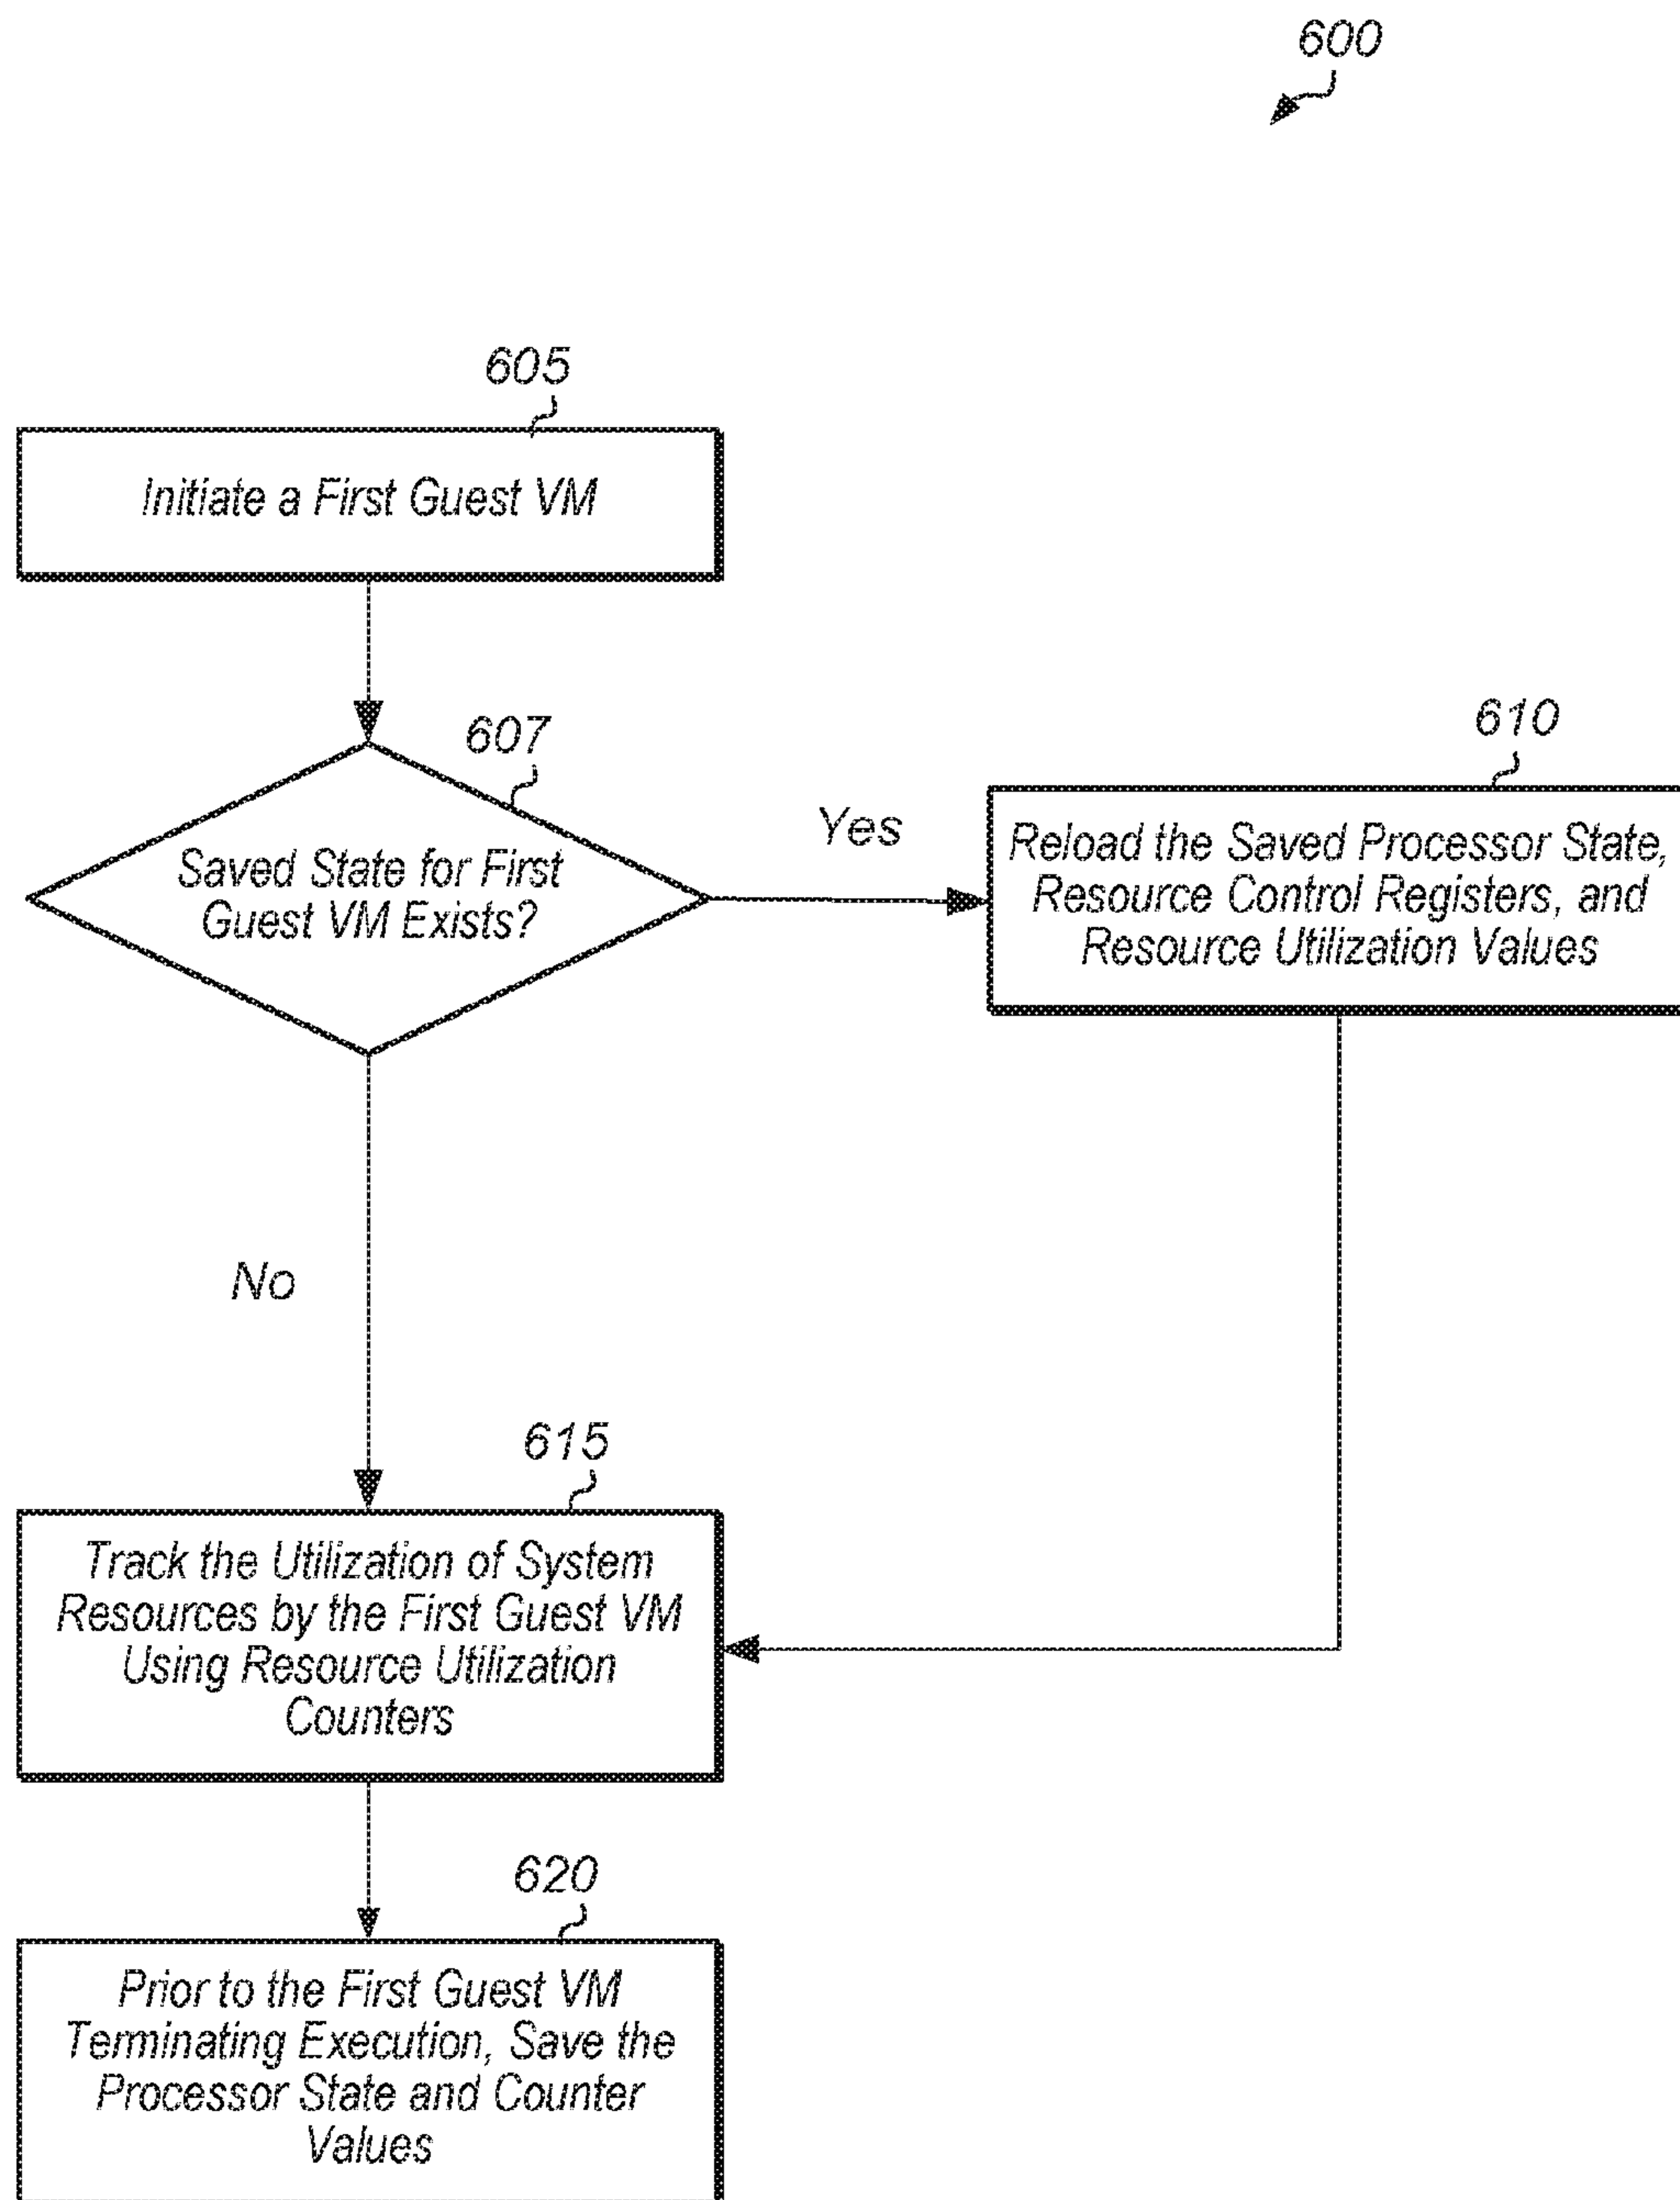 600
605
Initiate a First Guest VM
607
Saved State for First
Guest VM Exists?
Yes
610
Reload the Saved Processor State,
Resource Control Registers, and
Resource Utilization Values
No
615
Track the Utilization of System
Resources by the First Guest VM
Using Resource Utilization
Counters
620
Prior to the First Guest VM
Terminating Execution, Save the
Processor State and Counter
Values